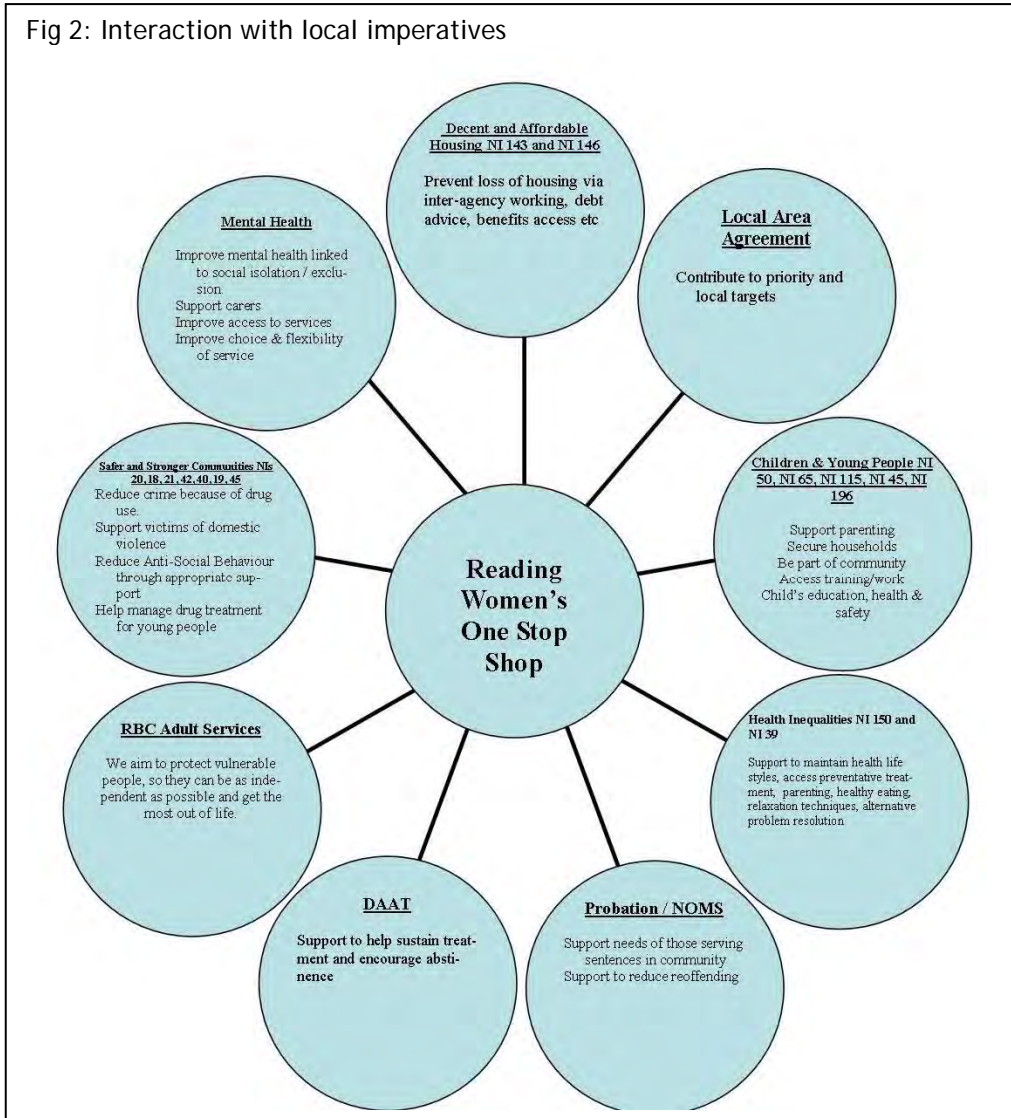 Fig 2: Interaction with local imperatives
Decent and Affordable
Housing NI 143 and NI 146
Prevent loss of housing via
inter-agency working, debt
advice, benefits access etc
Local Area
Agreement
Contribute to priority and
local targets
Children & Young People NI
50, NI 65, NI 115, NI 45, NI
196
Support parenting
Secure households
Be part of community
Access training/work
Child's education, health &
safety
Health Inequalities NI 150 and
NI 39
Support to maintain health life
styles, access preventative treat-
ment, parenting, healthy eating,
relaxation techniques, alternative
problem resolution
Probation / NOMS
Support needs of those serving
sentences in community
Support to reduce reoffending
DAAT
Support to help sustain treat-
ment and encourage absti-
nence
RBC Adult Services
We aim to protect vulnerable
people, so they can be as inde-
pendent as possible and get the
most out of life.
Safer and Stronger Communities NIs
20, 18, 21, 42, 40, 19, 45
Reduce crime because of drug
use.
Support victims of domestic
violence
Reduce Anti-Social Behaviour
through appropriate sup-
port
Help manage drug treatment
for young people
Mental Health
Improve mental health linked
to social isolation / exclu-
sion
Support carers
Improve access to services
Improve choice & flexibility
of service
Reading
Women's
One Stop
Shop